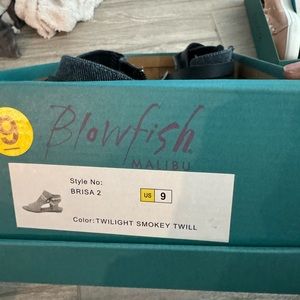 9
Blowfish
MALIBU
Style No:
BRISA 2
US 9
Color: TWILIGHT SMOKEY TWILL